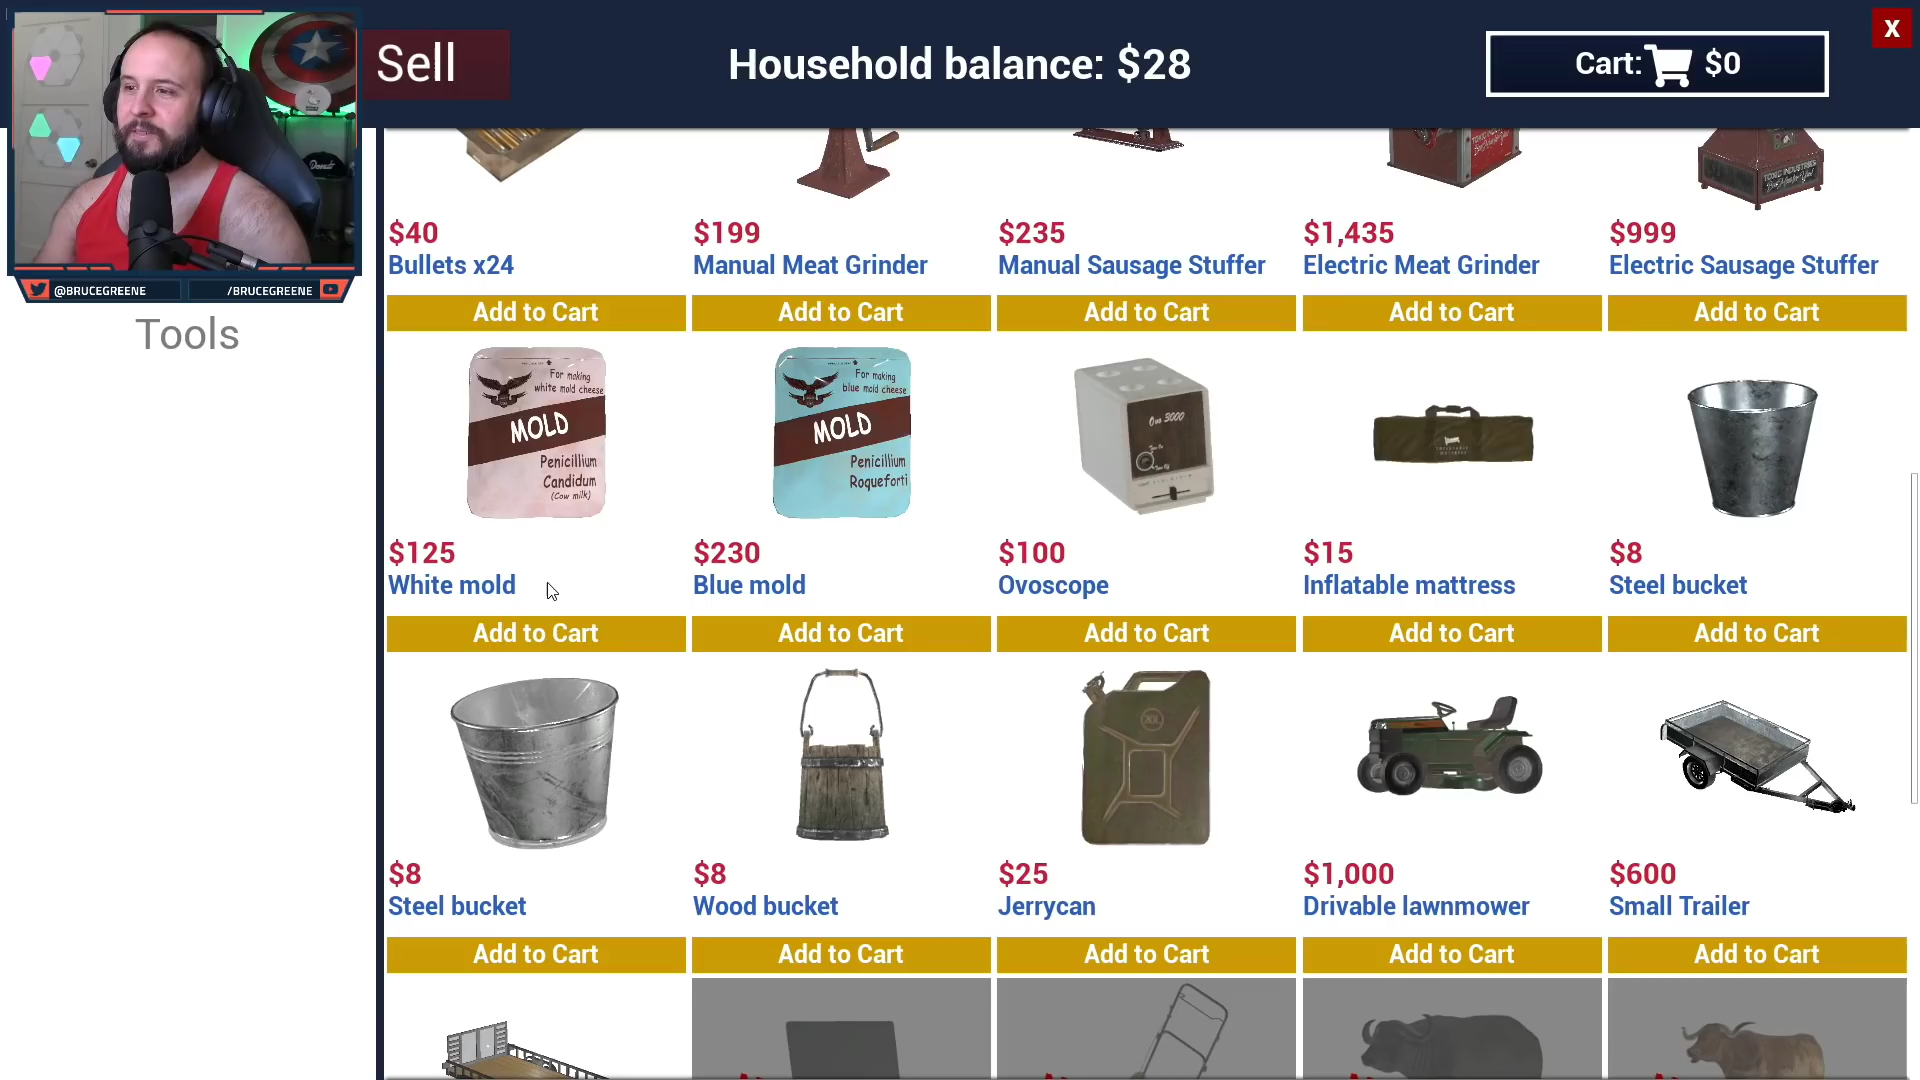 Sell
Household balance: $28
Cart: $0
X
@BRUCEGREENE
/BRUCEGREENE
Tools
$40
Bullets x24
Add to Cart
$199
Manual Meat Grinder
Add to Cart
$235
Manual Sausage Stuffer
Add to Cart
$1,435
Electric Meat Grinder
Add to Cart
TOXIC INDUSTRIES
$999
Electric Sausage Stuffer
Add to Cart
For making
white mold cheese
MOLD
Penicillium
Candidum
(Cow milk)
$125
White mold
Add to Cart
For making
blue mold cheese
MOLD
Penicillium
Roqueforti
$230
Blue mold
Add to Cart
Ovo 3000
$100
Ovoscope
Add to Cart
$15
Inflatable mattress
Add to Cart
$8
Steel bucket
Add to Cart
$8
Steel bucket
Add to Cart
$8
Wood bucket
Add to Cart
20L
$25
Jerrycan
Add to Cart
$1,000
Drivable lawnmower
Add to Cart
$600
Small Trailer
Add to Cart